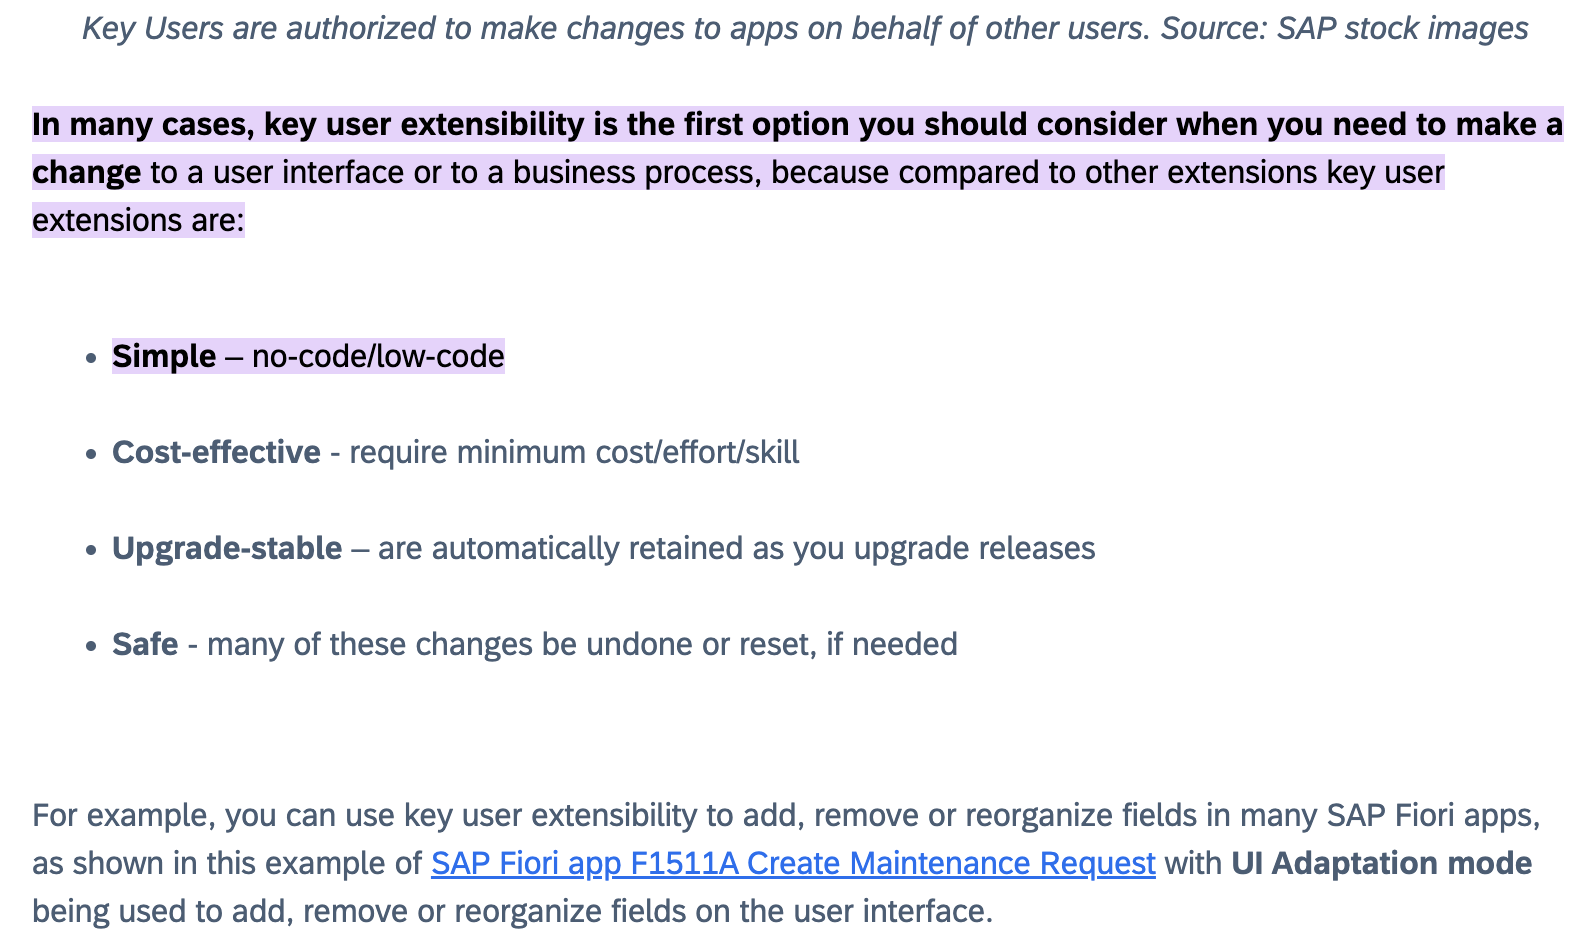 Key Users are authorized to make changes to apps on behalf of other users. Source: SAP stock images
In many cases, key user extensibility is the first option you should consider when you need to make a
change to a user interface or to a business process, because compared to other extensions key user
extensions are:
• Simple – no-code/low-code
• Cost-effective - require minimum cost/effort/skill
• Upgrade-stable – are automatically retained as you upgrade releases
• Safe - many of these changes be undone or reset, if needed
For example, you can use key user extensibility to add, remove or reorganize fields in many SAP Fiori apps,
as shown in this example of SAP Fiori app F1511A Create Maintenance Request with UI Adaptation mode
being used to add, remove or reorganize fields on the user interface.